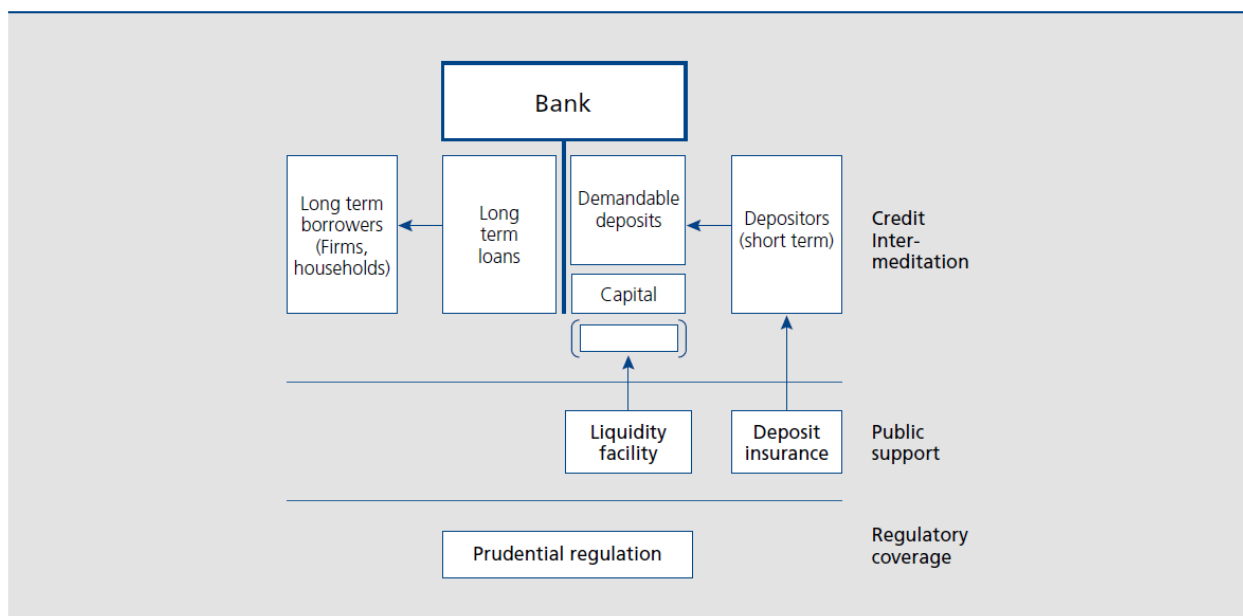 Bank
Long term
borrowers
(Firms,
households)
Long
term
loans
Demandable
deposits
Capital
Depositors
(short term)
Credit
Inter-
meditation
Liquidity
facility
Deposit
insurance
Public
support
Prudential regulation
Regulatory
coverage